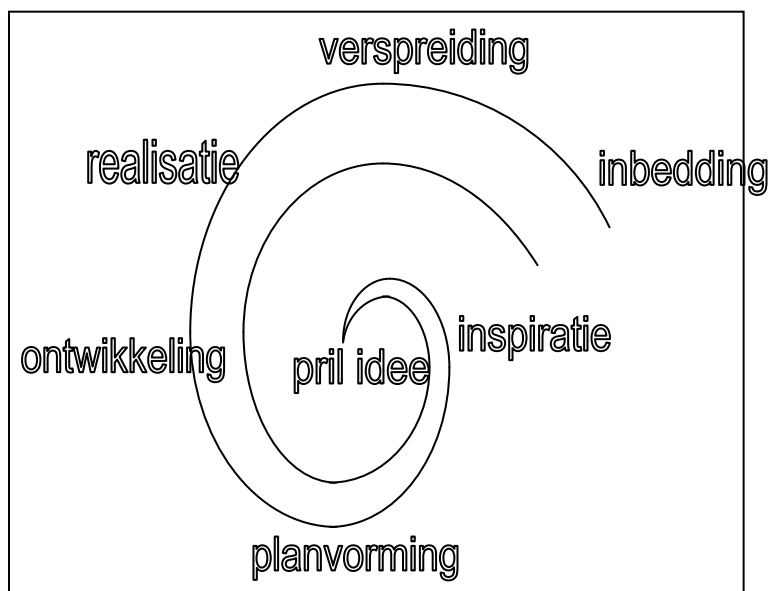 verspreiding
realisatie
inbedding
inspiratie
ontwikkeling
pril idee
planvorming